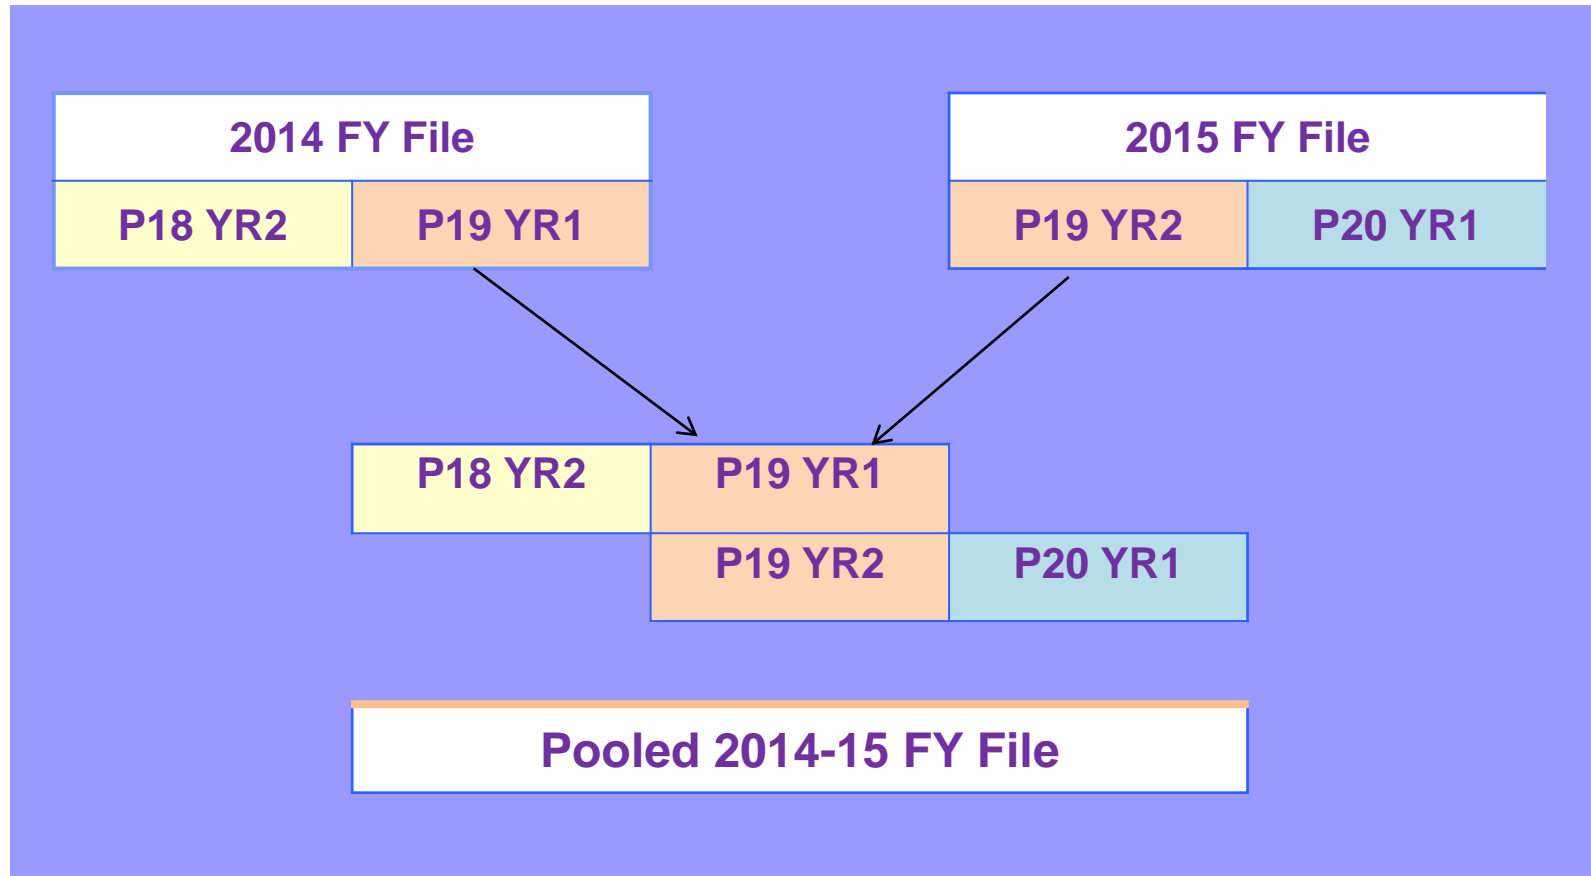 2014 FY File
2015 FY File
P18 YR2
P19 YR1
P19 YR2
P20 YR1
P18 YR2
P19 YR1
P19 YR2
P20 YR1
Pooled 2014-15 FY File